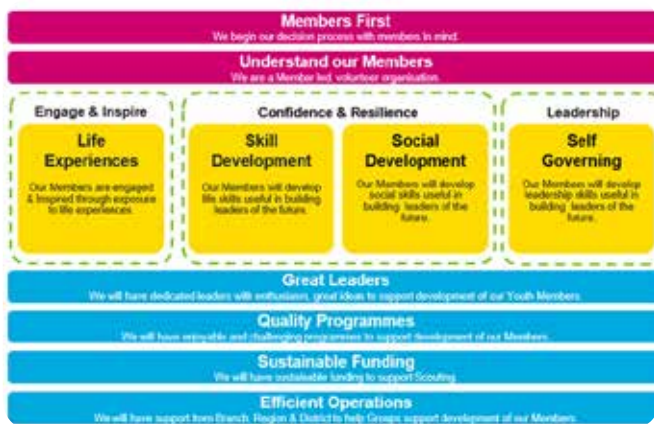 Members First
We begin our decision process with members in mind.
Understand our Members
We are a Member led, volunteer organisation.
Engage & Inspire
Life
Experiences
Our Members are engaged
& Inspired through exposure
to life experiences.
Confidence & Resilience
Skill
Development
Our Members will develop
life skills useful in building
leaders of the future.
Social
Development
Our Members will develop
social skills useful in
building leaders of the
future.
Leadership
Self
Governing
Our Members will develop
leadership skills useful in
building leaders of the
future.
Great Leaders
We will have dedicated leaders with enthusiasm, great ideas to support development of our Youth Members.
Quality Programmes
We will have enjoyable and challenging programmes to support development of our Members.
Sustainable Funding
We will have sustainable funding to support Scouting.
Efficient Operations
We will have support from Branch, Region & District to help Groups support development of our Members.